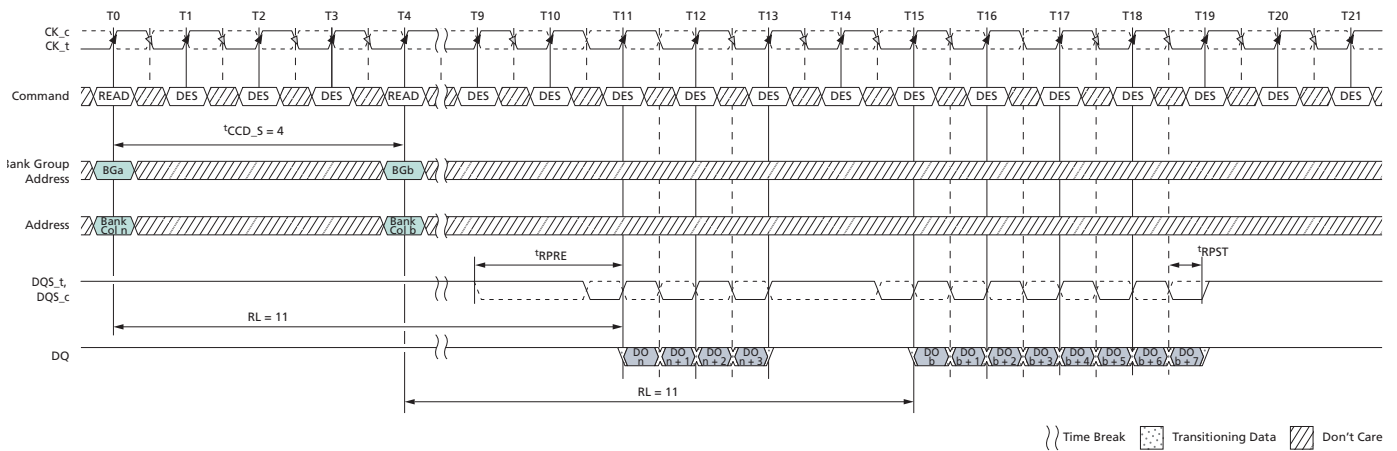 T0 T1 T2 T3 T4 T9 T10 T11 T12 T13 T14 T15 T16 T17 T18 T19 T20 T21
CK_c
CK_t
Command READ DES DES DES READ DES DES DES DES DES DES DES DES DES DES DES DES DES
tCCD_S = 4
Bank Group
Address
BGa BGb
Address
Bank
Col n
Bank
Col b
tRPRE tRPST
DQS_t,
DQS_c
RL = 11
DQ
DO
n
DO
n + 1
DO
n + 2
DO
n + 3
DO
b
DO
b + 1
DO
b + 2
DO
b + 3
DO
b + 4
DO
b + 5
DO
b + 6
DO
b + 7
RL = 11
Time Break Transitioning Data Don't Care